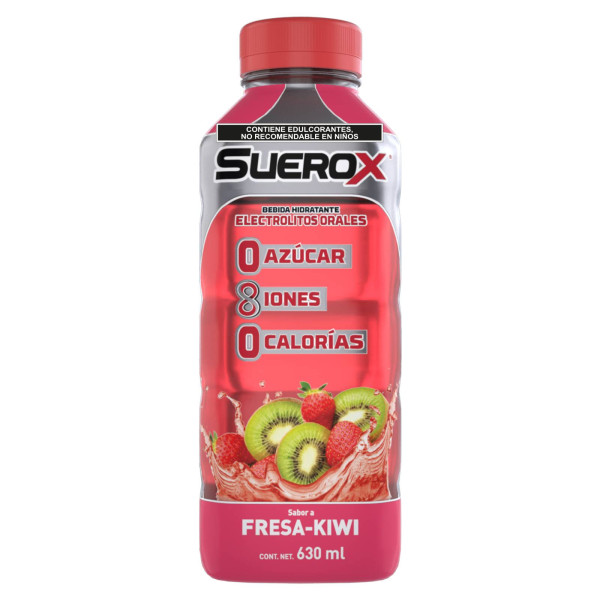 CONTIENE EDULCORANTES,
NO RECOMENDABLE EN NIÑOS
SUEROX
BEBIDA HIDRATANTE
ELECTROLITOS ORALES
0 AZÚCAR
8 IONES
0 CALORÍAS
Sabor a
FRESA-KIWI
CONT. NET. 630 ml